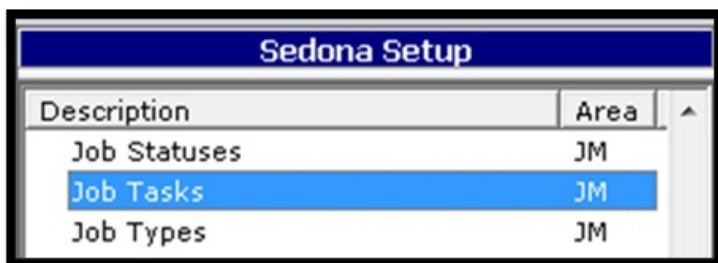 Sedona Setup
Description Area
Job Statuses JM
Job Tasks JM
Job Types JM